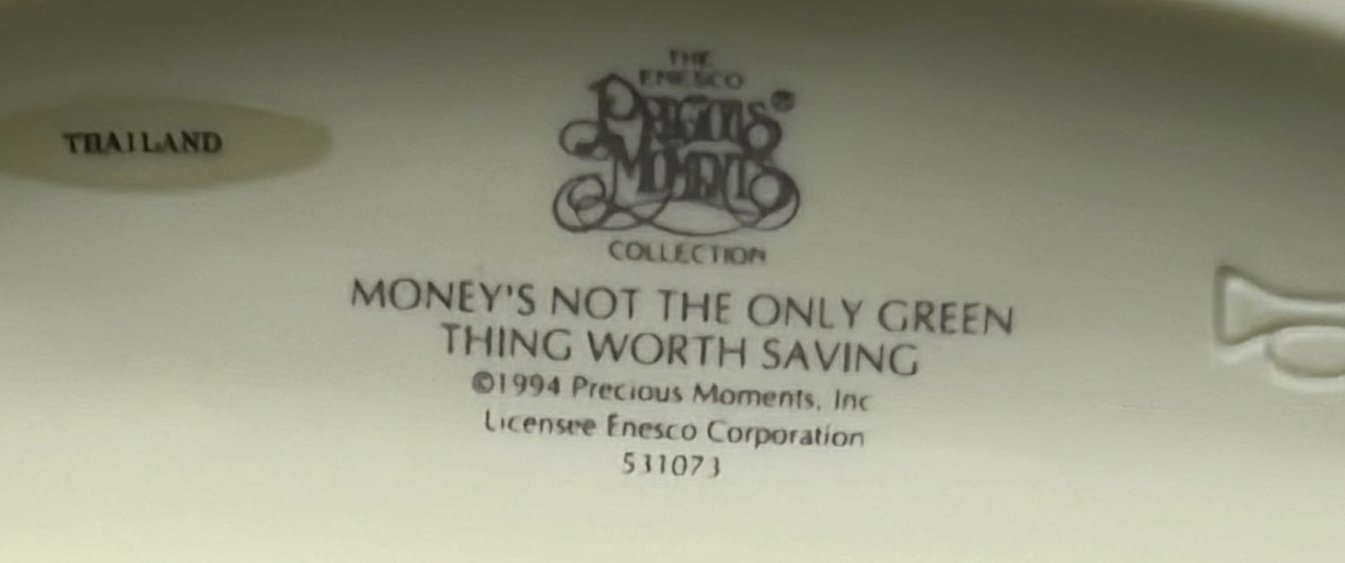 THAILAND
THE
ENESCO
PRECIOUS®
MOMENTS
COLLECTION
MONEY'S NOT THE ONLY GREEN
THING WORTH SAVING
©1994 Precious Moments, Inc
Licensee Enesco Corporation
531073